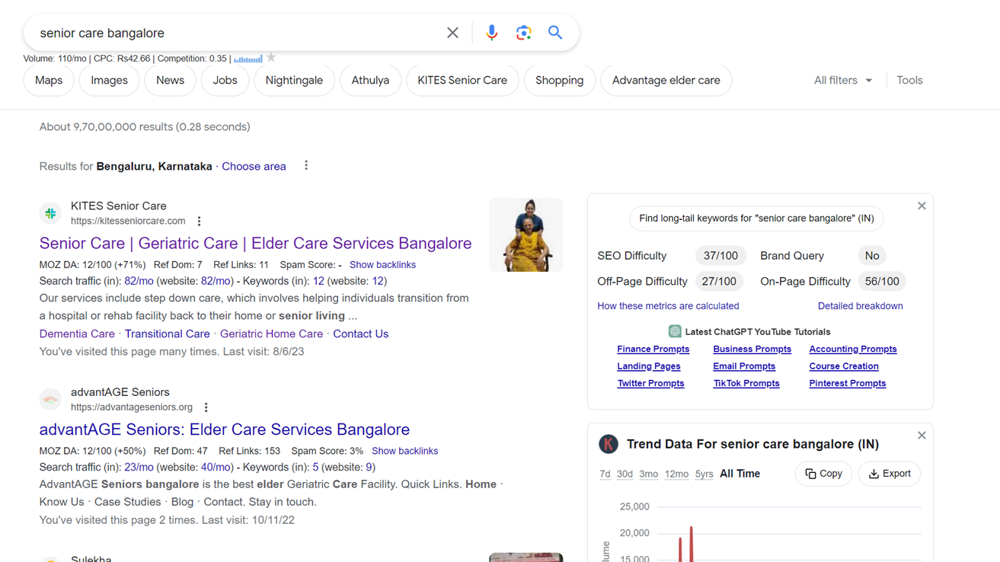 senior care bangalore
Volume: 110/mo | CPC: Rs42.66 | Competition: 0.35 |
Maps Images News Jobs Nightingale Athulya KITES Senior Care Shopping Advantage elder care All filters Tools
About 9,70,00,000 results (0.28 seconds)
Results for Bengaluru, Karnataka · Choose area
KITES Senior Care
https://kitesseniorcare.com
Senior Care | Geriatric Care | Elder Care Services Bangalore
MOZ DA: 12/100 (+71%) Ref Dom: 7 Ref Links: 11 Spam Score: - Show backlinks
Search traffic (in): 82/mo (website: 82/mo) - Keywords (in): 12 (website: 12)
Our services include step down care, which involves helping individuals transition from
a hospital or rehab facility back to their home or senior living ...
Dementia Care · Transitional Care · Geriatric Home Care · Contact Us
You've visited this page many times. Last visit: 8/6/23
advantAGE Seniors
https://advantageseniors.org
advantAGE Seniors: Elder Care Services Bangalore
MOZ DA: 12/100 (+50%) Ref Dom: 47 Ref Links: 153 Spam Score: 3% Show backlinks
Search traffic (in): 23/mo (website: 40/mo) - Keywords (in): 5 (website: 9)
AdvantAGE Seniors bangalore is the best elder Geriatric Care Facility. Quick Links. Home ·
Know Us · Case Studies · Blog · Contact. Stay in touch.
You've visited this page 2 times. Last visit: 10/11/22
Sulekha
Find long-tail keywords for "senior care bangalore" (IN)
SEO Difficulty 37/100 Brand Query No
Off-Page Difficulty 27/100 On-Page Difficulty 56/100
How these metrics are calculated Detailed breakdown
Latest ChatGPT YouTube Tutorials
Finance Prompts Business Prompts Accounting Prompts
Landing Pages Email Prompts Course Creation
Twitter Prompts TikTok Prompts Pinterest Prompts
K Trend Data For senior care bangalore (IN)
7d 30d 3mo 12mo 5yrs All Time Copy Export
25,000
20,000
15,000